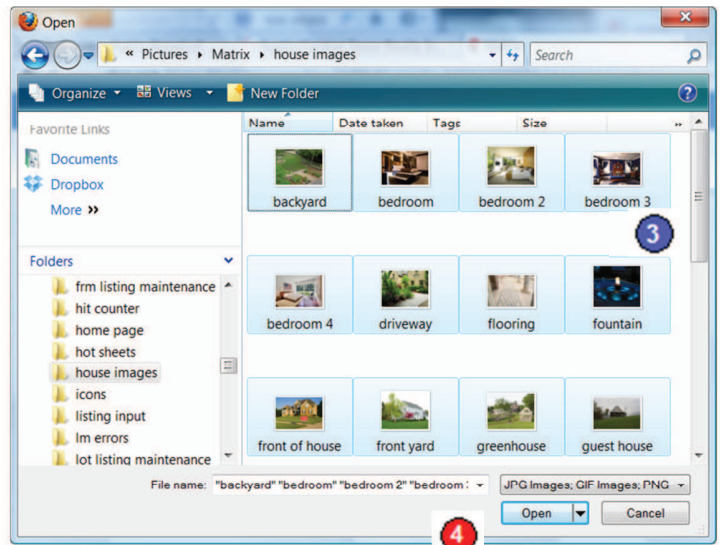 Open
« Pictures ▸ Matrix ▸ house images
Search
Organize
Views
New Folder
Favorite Links
Documents
Dropbox
More »
Folders
frm listing maintenance
hit counter
home page
hot sheets
house images
icons
listing input
lm errors
lot listing maintenance
Name Date taken Tags Size »
backyard bedroom bedroom 2 bedroom 3
3
bedroom 4 driveway flooring fountain
front of house front yard greenhouse guest house
File name: "backyard" "bedroom" "bedroom 2" "bedroom :
JPG Images; GIF Images; PNG
Open Cancel
4